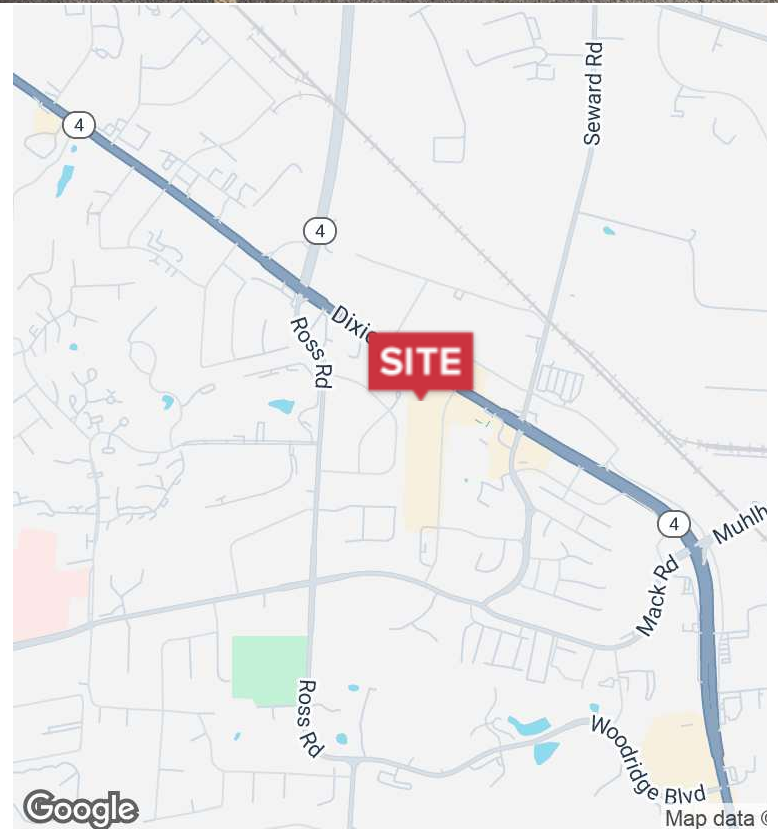 Seward Rd
4
4
Dixie
Ross Rd
SITE
4
Muhlh
Mack Rd
Ross Rd
Woodridge Blvd
Google
Map data ©